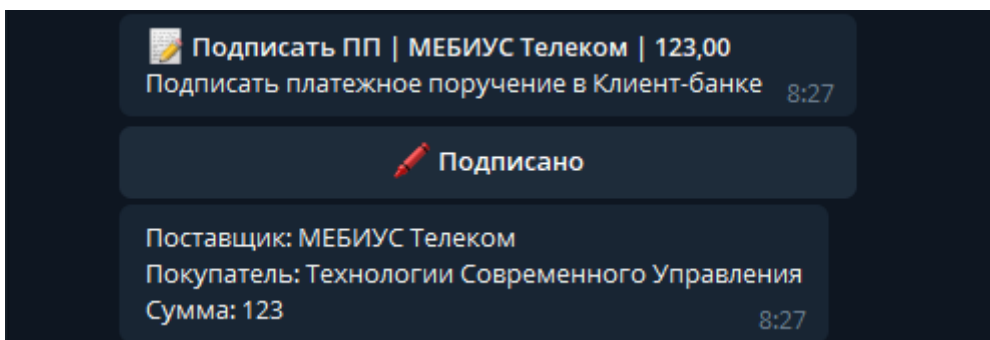 📝 Подписать ПП | МЕБИУС Телеком | 123,00
Подписать платежное поручение в Клиент-банке 8:27
🖍 Подписано
Поставщик: МЕБИУС Телеком
Покупатель: Технологии Современного Управления
Сумма: 123 8:27